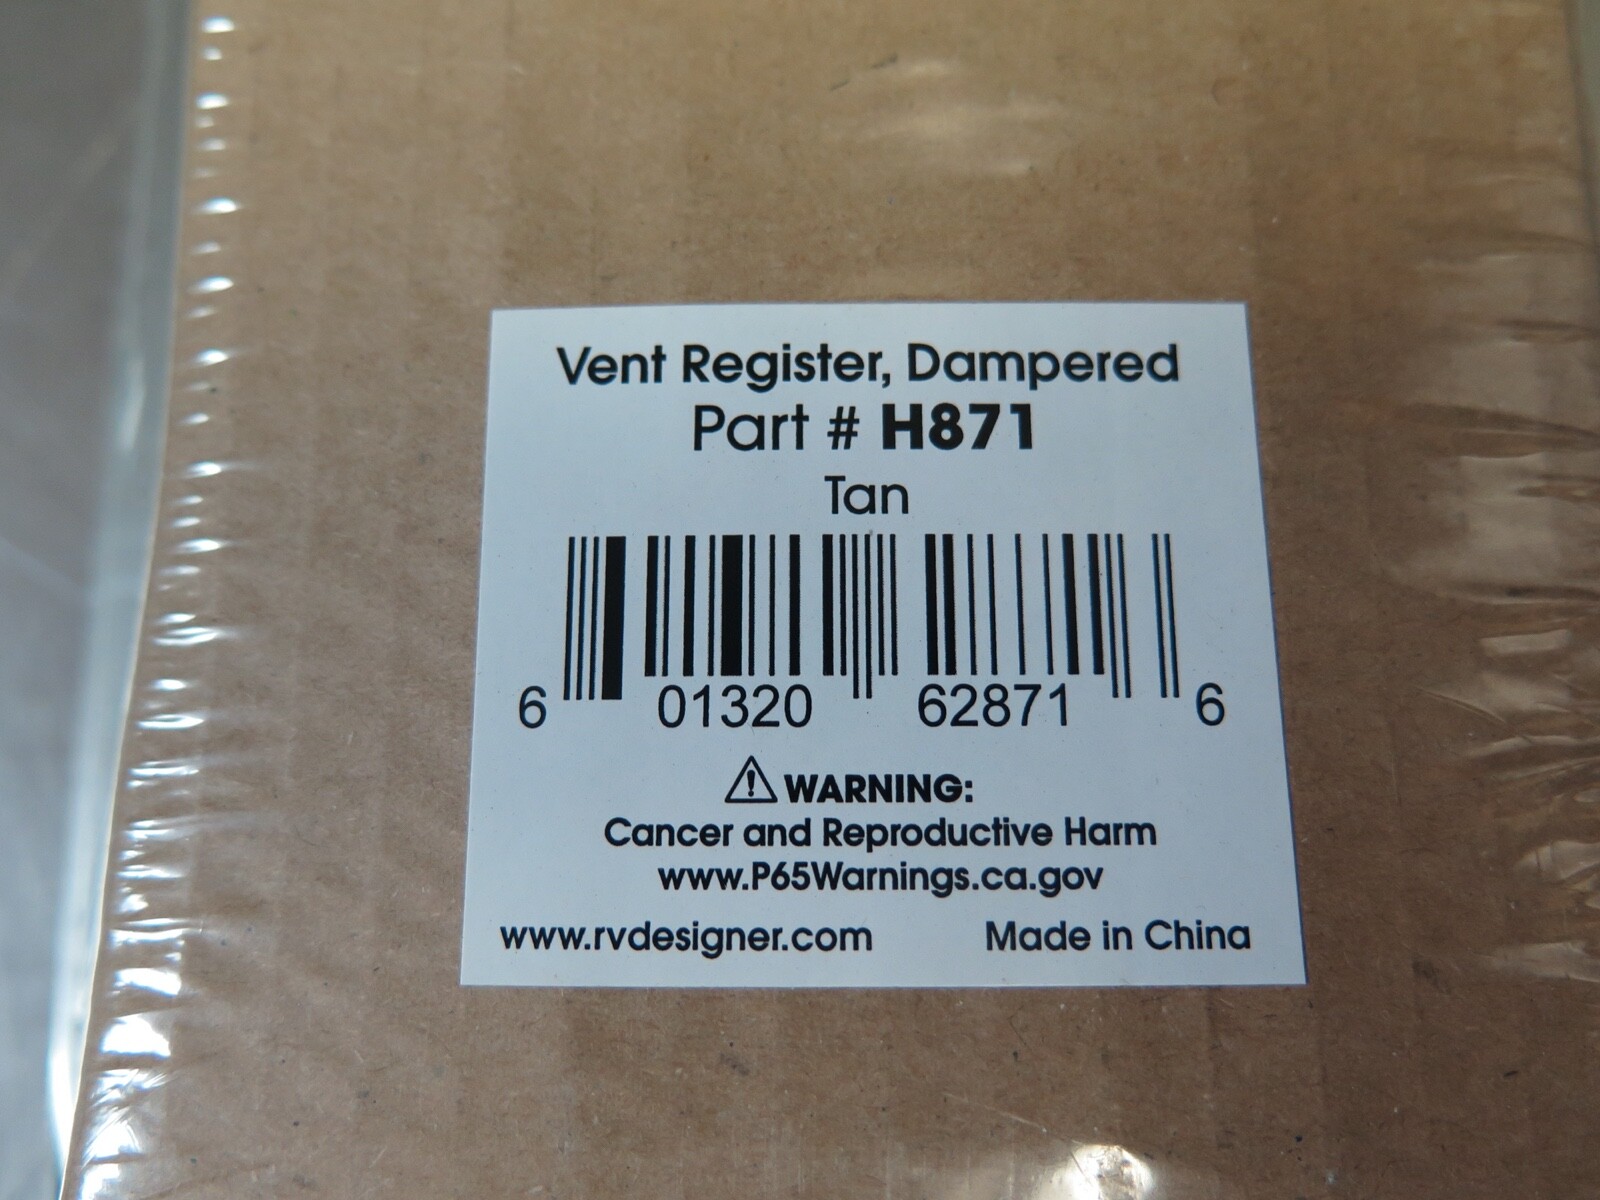 Vent Register, Dampered
Part # H871
Tan
6 01320 62871 6
WARNING:
Cancer and Reproductive Harm
www.P65Warnings.ca.gov
www.rvdesigner.com Made in China